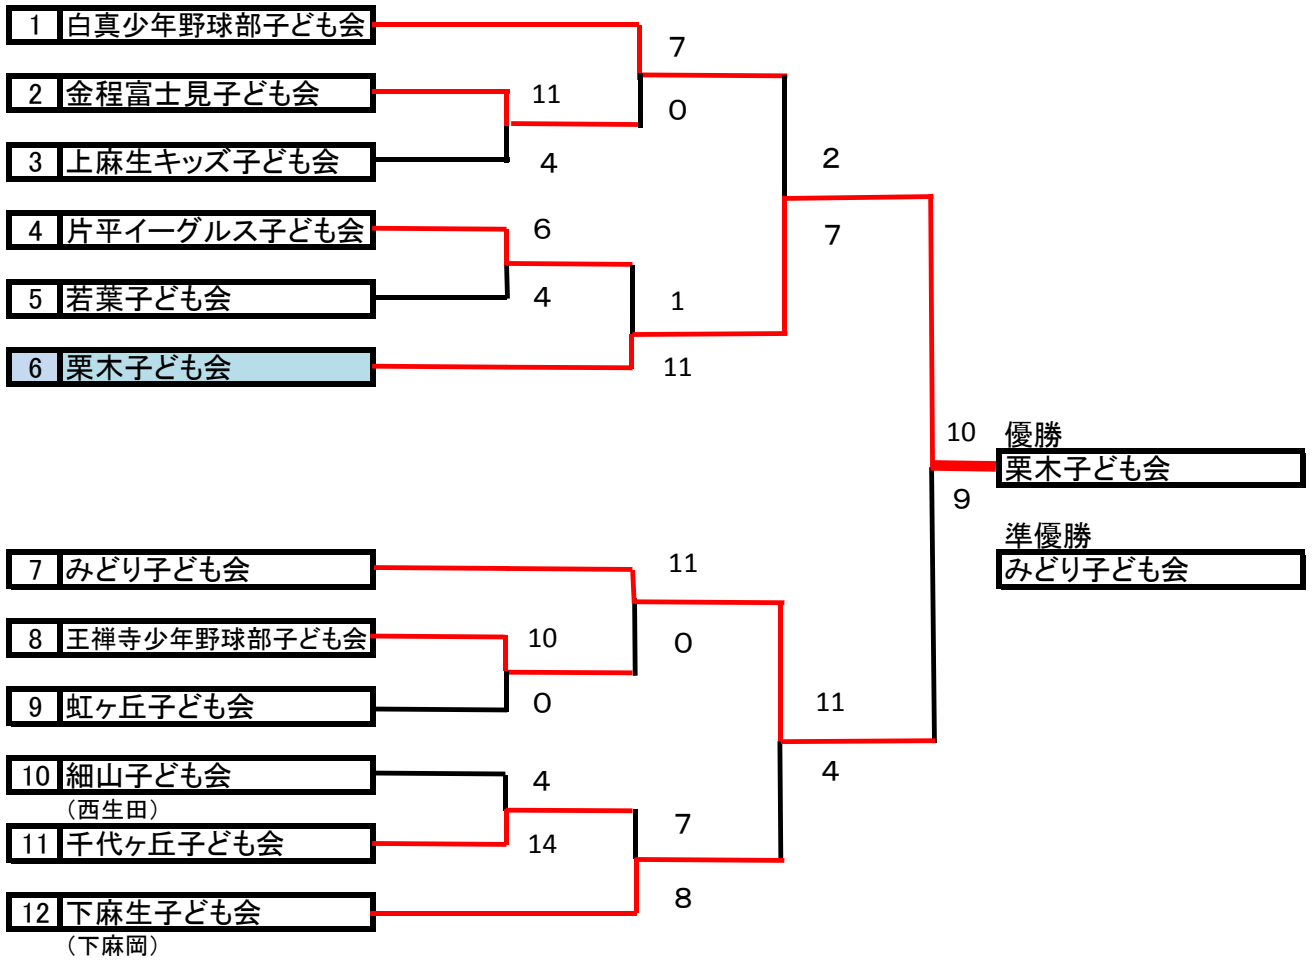 1 白真少年野球部子ども会
7
2 金程富士見子ども会
11
0
3 上麻生キッズ子ども会
4
2
4 片平イーグルス子ども会
6
7
5 若葉子ども会
4
1
6 栗木子ども会
11
10 優勝
栗木子ども会
9
準優勝
みどり子ども会
7 みどり子ども会
11
8 王禅寺少年野球部子ども会
10
0
9 虹ヶ丘子ども会
0
11
10 細山子ども会
4
4
（西生田）
7
11 千代ヶ丘子ども会
14
12 下麻生子ども会
8
（下麻岡）